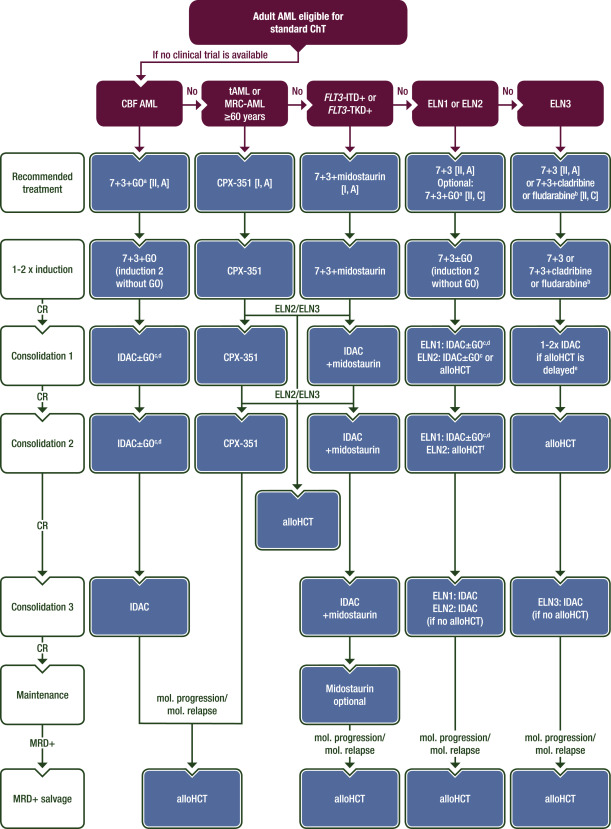 Adult AML eligible for
standard ChT
If no clinical trial is available
CBF AML
No
tAML or
MRC-AML
≥60 years
No
FLT3-ITD+ or
FLT3-TKD+
No
ELN1 or ELN2
No
ELN3
Recommended
treatment
7+3+GOᵃ [II, A]
CPX-351 [I, A]
7+3+midostaurin
[I, A]
7+3 [II, A]
Optional:
7+3+GOᵃ [II, C]
7+3 [II, A]
or 7+3+cladribine
or fludarabineᵇ [II, C]
1-2 x induction
7+3+GO
(induction 2
without GO)
CPX-351
7+3+midostaurin
7+3±GO
(induction 2
without GO)
7+3 or
7+3+cladribine
or fludarabineᵇ
CR
ELN2/ELN3
Consolidation 1
IDAC±GOᶜ,ᵈ
CPX-351
IDAC
+midostaurin
ELN1: IDAC±GOᶜ,ᵈ
ELN2: IDAC±GOᶜ or
alloHCT
1-2x IDAC
if alloHCT is
delayedᵉ
CR
ELN2/ELN3
Consolidation 2
IDAC±GOᶜ,ᵈ
CPX-351
IDAC
+midostaurin
ELN1: IDAC±GOᶜ,ᵈ
ELN2: alloHCTᶠ
alloHCT
alloHCT
CR
Consolidation 3
IDAC
IDAC
+midostaurin
ELN1: IDAC
ELN2: IDAC
(if no alloHCT)
ELN3: IDAC
(if no alloHCT)
CR
Maintenance
mol. progression/
mol. relapse
Midostaurin
optional
MRD+
mol. progression/
mol. relapse
mol. progression/
mol. relapse
mol. progression/
mol. relapse
MRD+ salvage
alloHCT
alloHCT
alloHCT
alloHCT